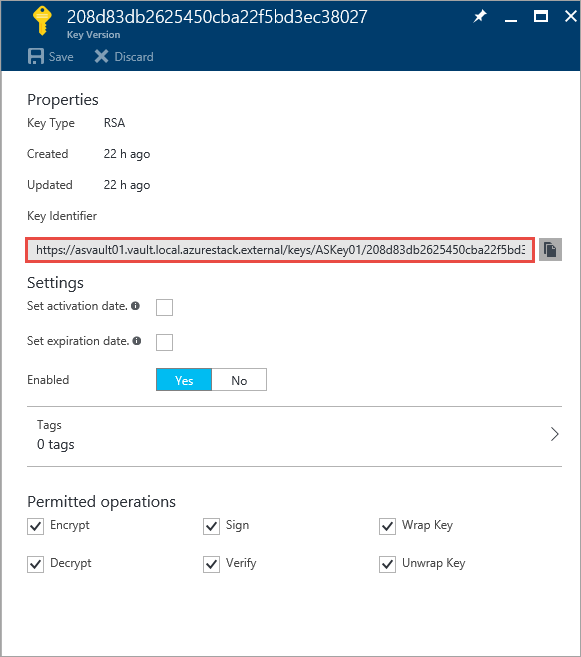 208d83db2625450cba22f5bd3ec38027
Key Version
Save Discard
Properties
Key Type RSA
Created 22 h ago
Updated 22 h ago
Key Identifier
https://asvault01.vault.local.azurestack.external/keys/ASKey01/208d83db2625450cba22f5bd3
Settings
Set activation date.
Set expiration date.
Enabled Yes No
Tags
0 tags
Permitted operations
Encrypt Sign Wrap Key
Decrypt Verify Unwrap Key